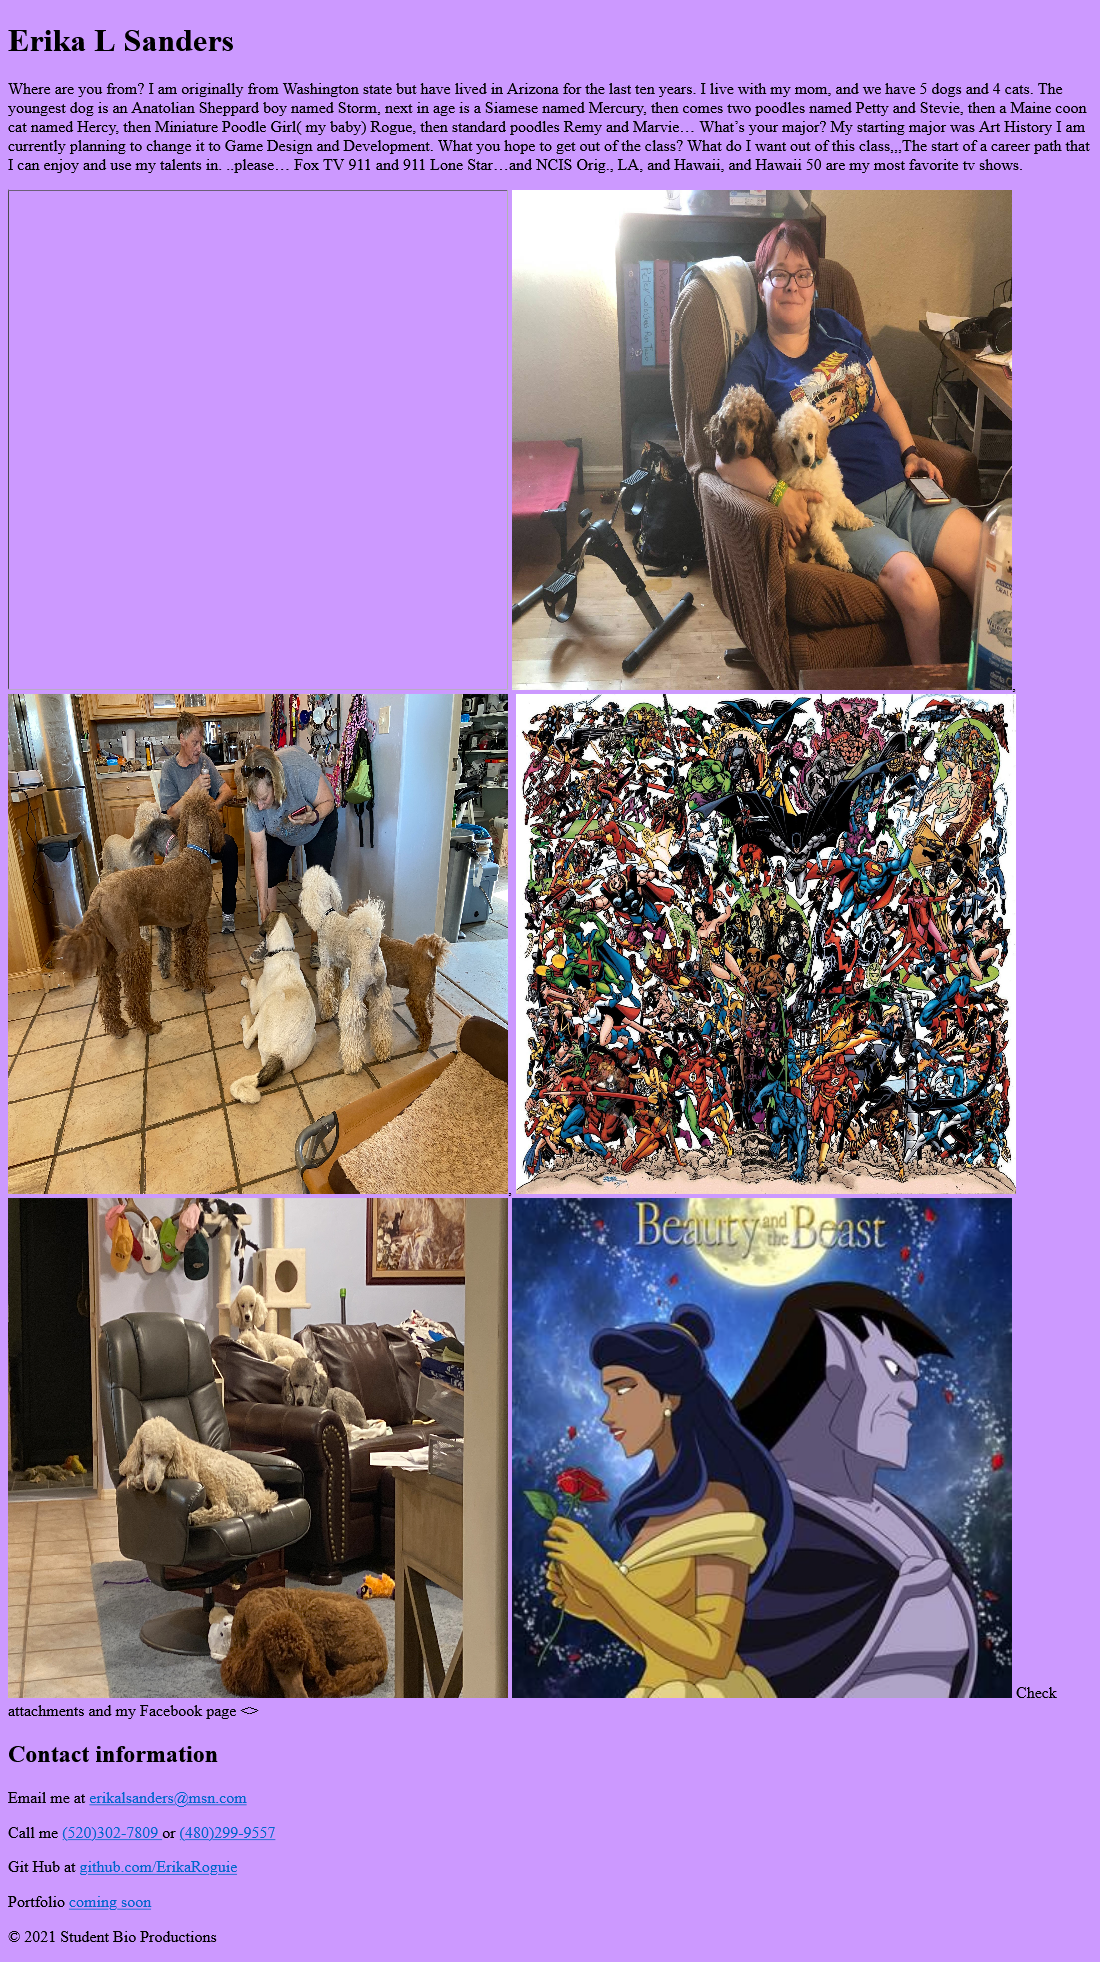 Erika L Sanders
Where are you from? I am originally from Washington state but have lived in Arizona for the last ten years. I live with my mom, and we have 5 dogs and 4 cats. The
youngest dog is an Anatolian Sheppard boy named Storm, next in age is a Siamese named Mercury, then comes two poodles named Petty and Stevie, then a Maine coon
cat named Hercy, then Miniature Poodle Girl( my baby) Rogue, then standard poodles Remy and Marvie… What’s your major? My starting major was Art History I am
currently planning to change it to Game Design and Development. What you hope to get out of the class? What do I want out of this class,,,The start of a career path that
I can enjoy and use my talents in. ..please… Fox TV 911 and 911 Lone Star…and NCIS Orig., LA, and Hawaii, and Hawaii 50 are my most favorite tv shows.
Beauty and the Beast
Check
attachments and my Facebook page <>
Contact information
Email me at erikalsanders@msn.com
Call me (520)302-7809 or (480)299-9557
Git Hub at github.com/ErikaRoguie
Portfolio coming soon
© 2021 Student Bio Productions